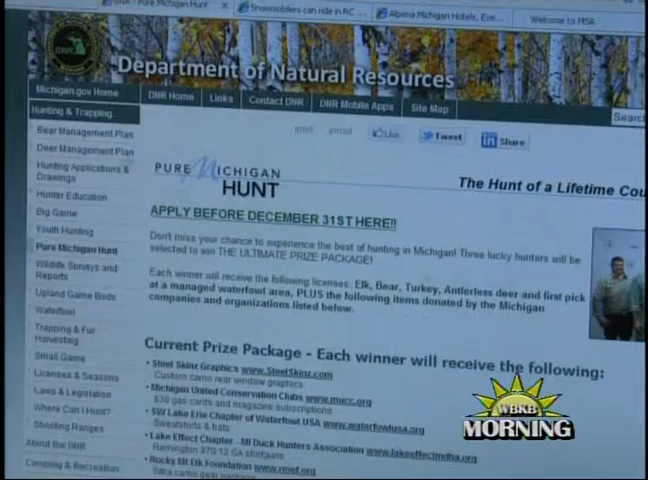 DNR - Pure Michigan Hunt
Snowmobilers can ride in RC ...
Alpena Michigan Hotels, Eve...
Welcome to MSA
DNR
Department of Natural Resources
Michigan.gov Home
DNR Home
Links
Contact DNR
DNR Mobile Apps
Site Map
Search
Hunting & Trapping
print
email
Like
Tweet
in Share
Bear Management Plan
Deer Management Plan
Hunting Applications &
Drawings
Hunter Education
Big Game
Youth Hunting
Pure Michigan Hunt
Wildlife Surveys and
Reports
Upland Game Birds
Waterfowl
Trapping & Fur
Harvesting
Small Game
Licenses & Seasons
Laws & Legislation
Where Can I Hunt?
Shooting Ranges
About the DNR
Camping & Recreation
PURE MICHIGAN
HUNT
The Hunt of a Lifetime Cou
APPLY BEFORE DECEMBER 31ST HERE!!
Don't miss your chance to experience the best of hunting in Michigan! Three lucky hunters will be
selected to win THE ULTIMATE PRIZE PACKAGE!
Each winner will receive the following licenses: Elk, Bear, Turkey, Antlerless deer and first pick
at a managed waterfowl area, PLUS the following items donated by the Michigan
companies and organizations listed below.
Current Prize Package - Each winner will receive the following:
• Steel Skinz Graphics www.SteelSkinz.com
Custom camo rear window graphics
• Michigan United Conservation Clubs www.mucc.org
$30 gas cards and magazine subscriptions
• SW Lake Erie Chapter of Waterfowl USA www.waterfowlusa.org
Sweatshirts & hats
• Lake Effect Chapter - MI Duck Hunters Association www.lakeeffectmdha.org
Remington 870 12 GA shotguns
• Rocky Mt Elk Foundation www.rmef.org
Sitka camo gear package
WBKB
MORNING